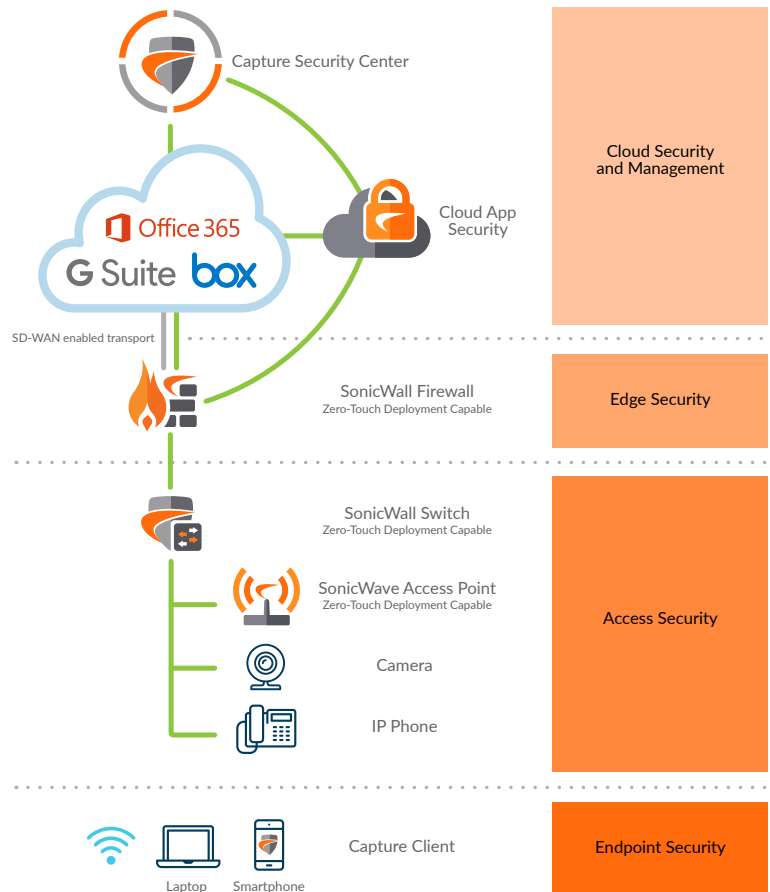 Capture Security Center
Cloud Security
and Management
Office 365
G Suite box
Cloud App
Security
SD-WAN enabled transport
SonicWall Firewall
Zero-Touch Deployment Capable
Edge Security
SonicWall Switch
Zero-Touch Deployment Capable
SonicWave Access Point
Zero-Touch Deployment Capable
Access Security
Camera
IP Phone
Capture Client
Endpoint Security
Laptop
Smartphone